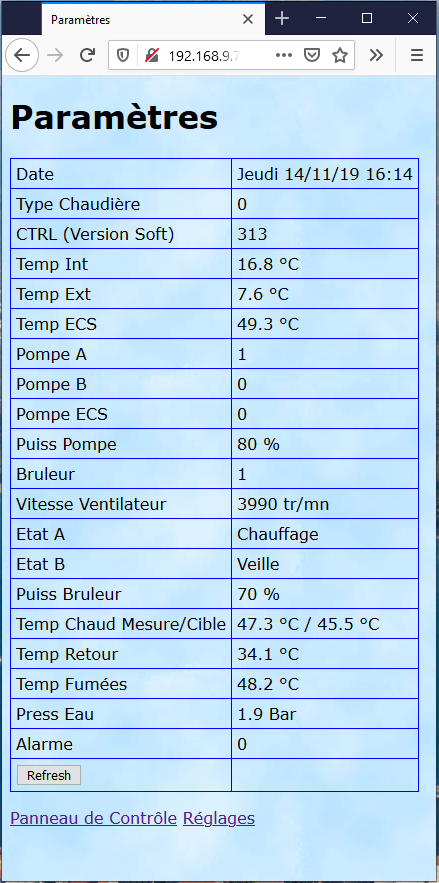 Paramètres
192.168.9.7
Paramètres
Date Jeudi 14/11/19 16:14
Type Chaudière 0
CTRL (Version Soft) 313
Temp Int 16.8 °C
Temp Ext 7.6 °C
Temp ECS 49.3 °C
Pompe A 1
Pompe B 0
Pompe ECS 0
Puiss Pompe 80 %
Bruleur 1
Vitesse Ventilateur 3990 tr/mn
Etat A Chauffage
Etat B Veille
Puiss Bruleur 70 %
Temp Chaud Mesure/Cible 47.3 °C / 45.5 °C
Temp Retour 34.1 °C
Temp Fumées 48.2 °C
Press Eau 1.9 Bar
Alarme 0
Refresh
Panneau de Contrôle Réglages